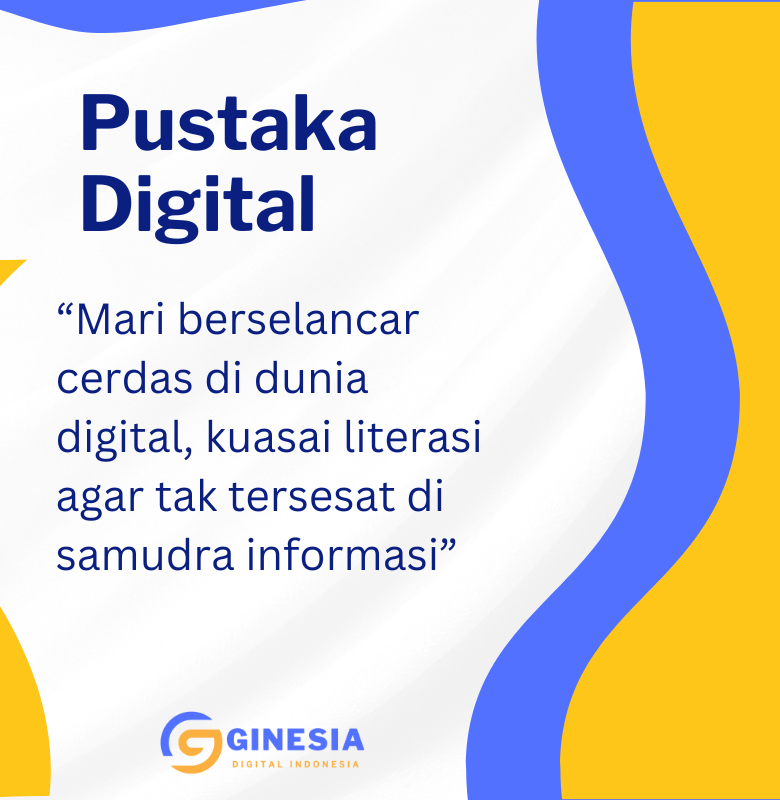 Pustaka
Digital
“Mari berselancar
cerdas di dunia
digital, kuasai literasi
agar tak tersesat di
samudra informasi”
GINESIA
DIGITAL INDONESIA